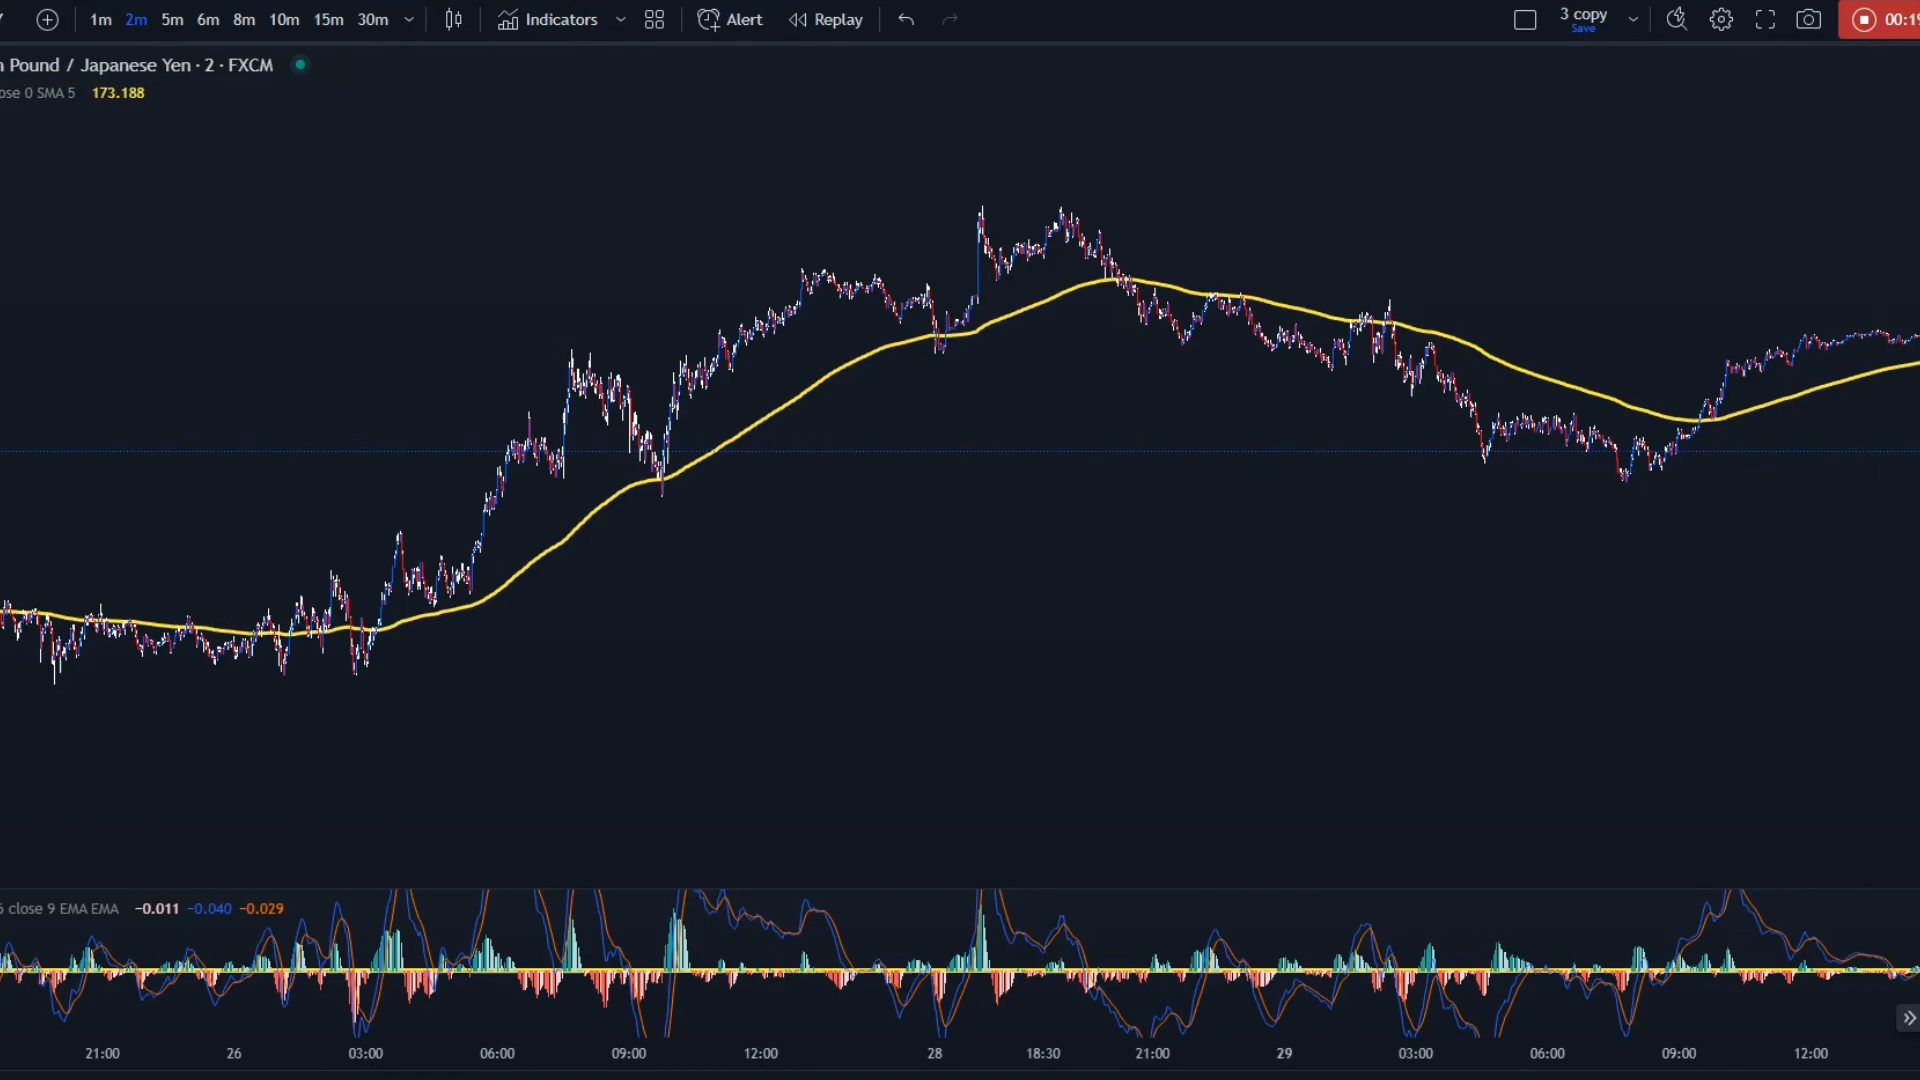 1m 2m 5m 6m 8m 10m 15m 30m Indicators Alert Replay 3 copy
Save
00:19
Pound / Japanese Yen · 2 · FXCM
0 SMA 5 173.188
close 9 EMA EMA −0.011 −0.040 −0.029
21:00 26 03:00 06:00 09:00 12:00 28 18:30 21:00 29 03:00 06:00 09:00 12:00